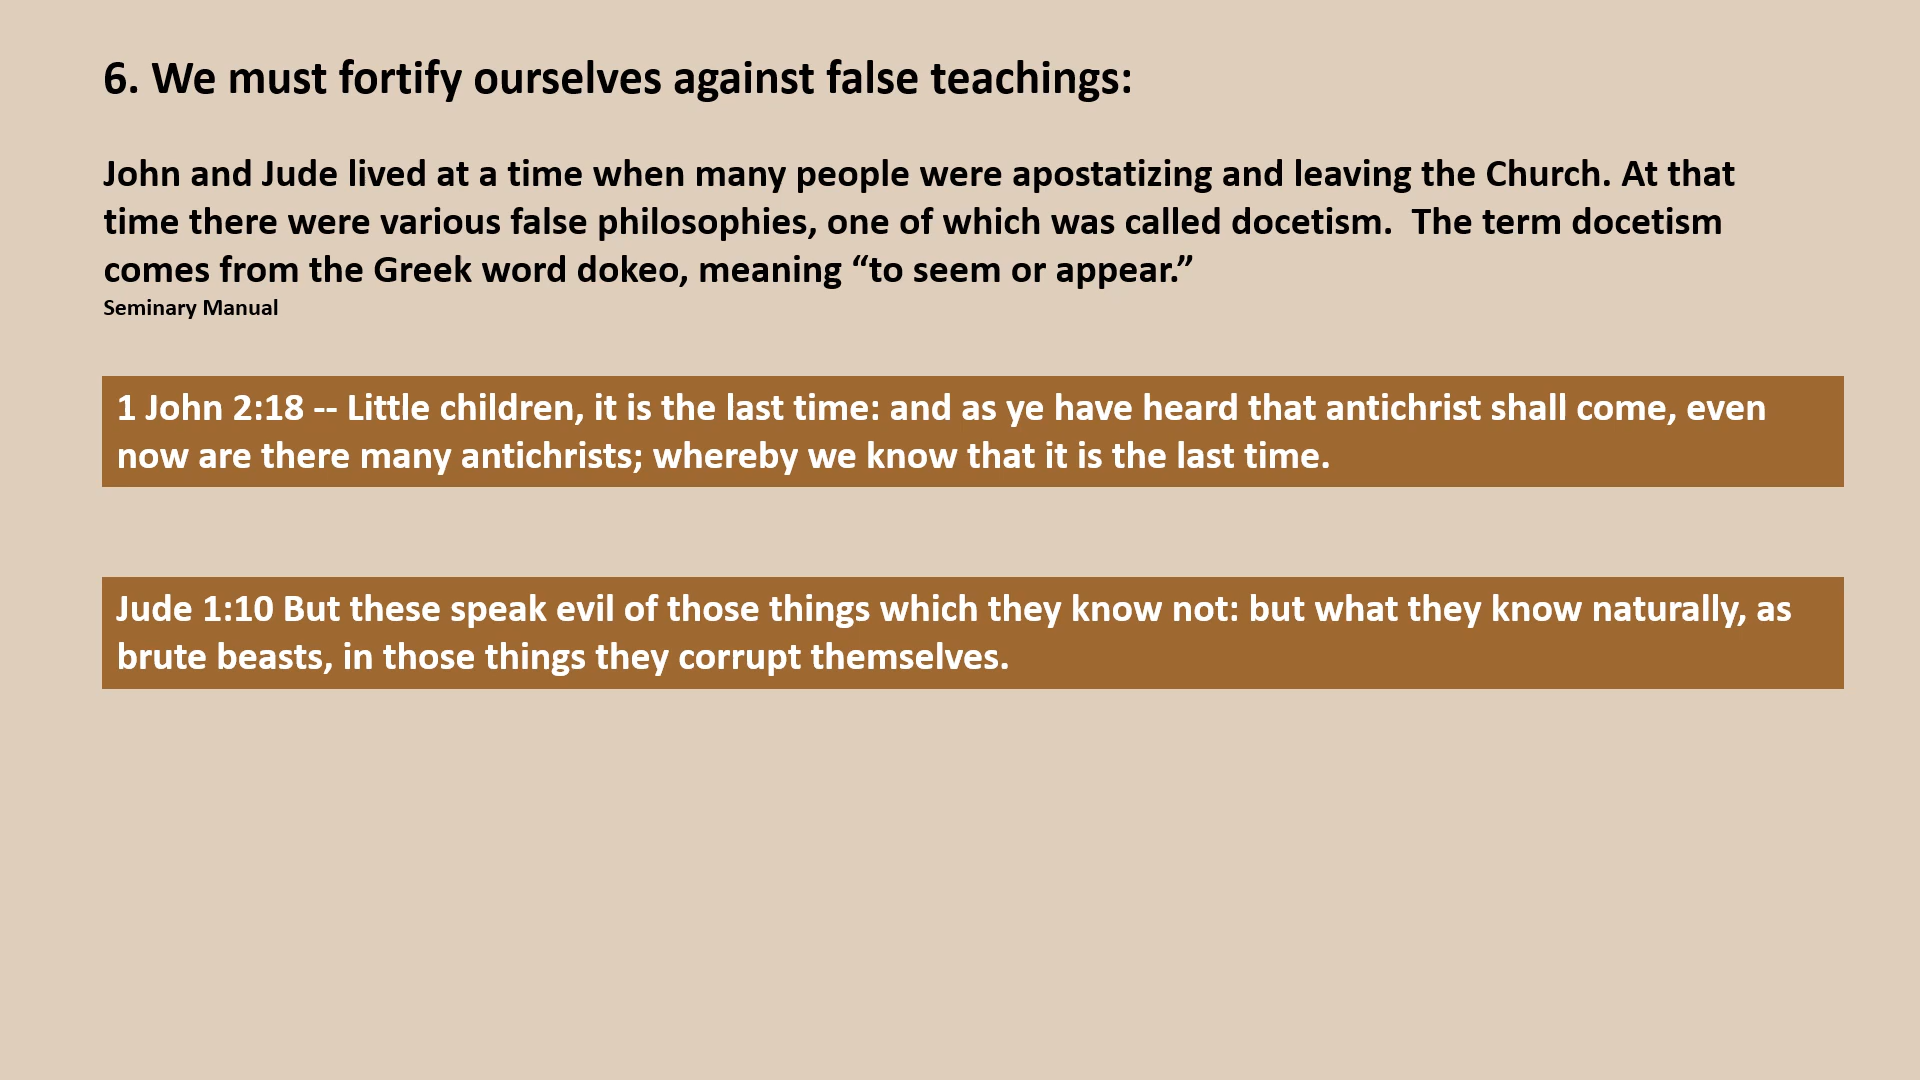 6. We must fortify ourselves against false teachings:
John and Jude lived at a time when many people were apostatizing and leaving the Church. At that
time there were various false philosophies, one of which was called docetism.  The term docetism
comes from the Greek word dokeo, meaning “to seem or appear.”
Seminary Manual
1 John 2:18 -- Little children, it is the last time: and as ye have heard that antichrist shall come, even
now are there many antichrists; whereby we know that it is the last time.
Jude 1:10 But these speak evil of those things which they know not: but what they know naturally, as
brute beasts, in those things they corrupt themselves.